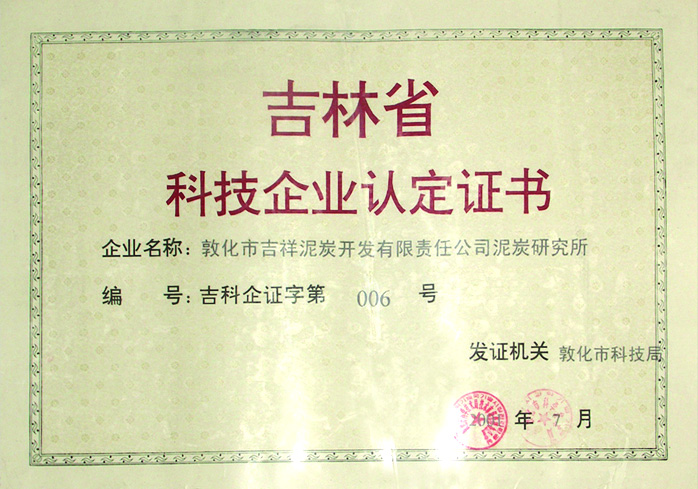 吉林省
科技企业认定证书
企业名称：敦化市吉祥泥炭开发有限责任公司泥炭研究所
编 号：吉科企证字第 006 号
发证机关 敦化市科技局
年 7 月